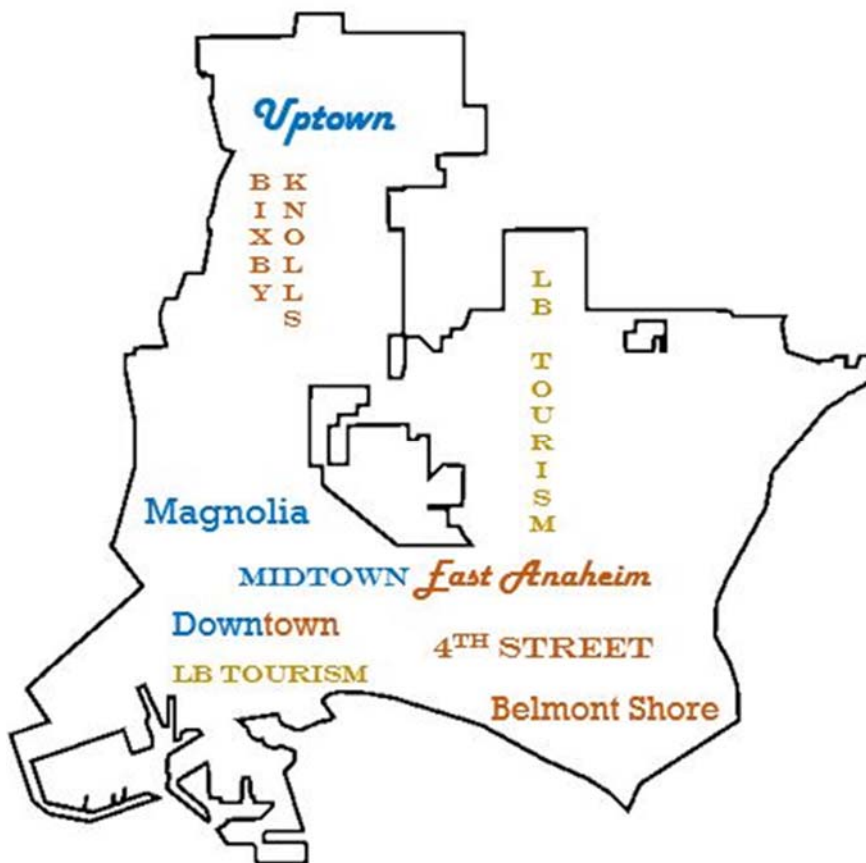 Uptown
BIXBY
KNOLLS
LB TOURISM
Magnolia
MIDTOWN
East Anaheim
Downtown
4TH STREET
LB TOURISM
Belmont Shore